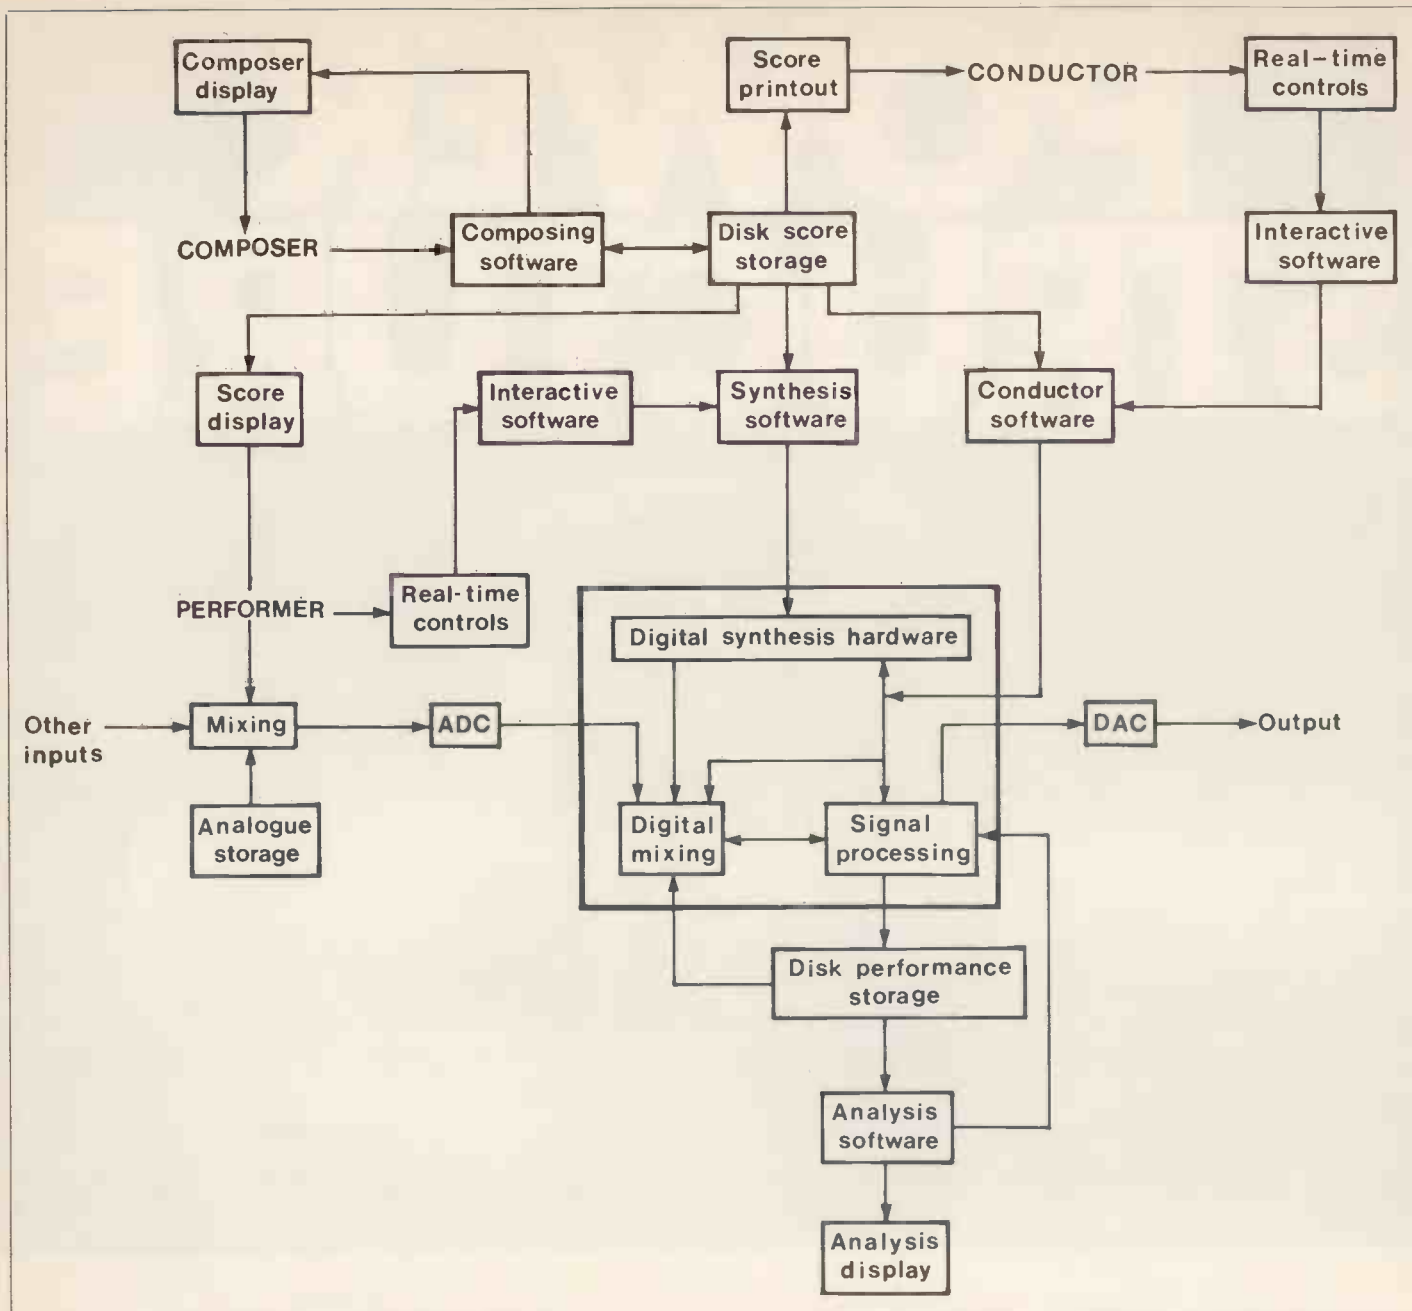 Composer
display
Score
printout
CONDUCTOR
Real-time
controls
COMPOSER
Composing
software
Disk score
storage
Interactive
software
Score
display
Interactive
software
Synthesis
software
Conductor
software
PERFORMER
Real-time
controls
Digital synthesis hardware
Other
inputs
Mixing
ADC
DAC
Output
Analogue
storage
Digital
mixing
Signal
processing
Disk performance
storage
Analysis
software
Analysis
display